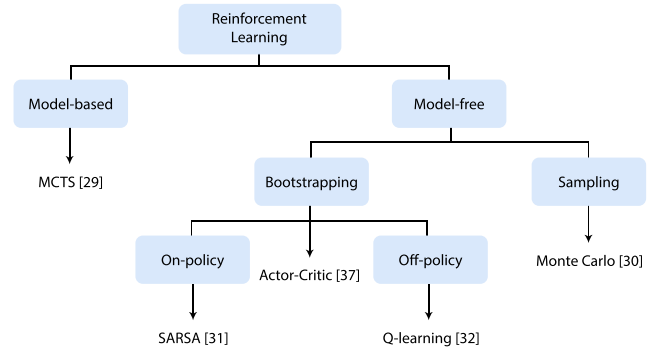 Reinforcement
Learning
Model-based
Model-free
MCTS [29]
Bootstrapping
Sampling
On-policy
Actor-Critic [37]
Off-policy
Monte Carlo [30]
SARSA [31]
Q-learning [32]